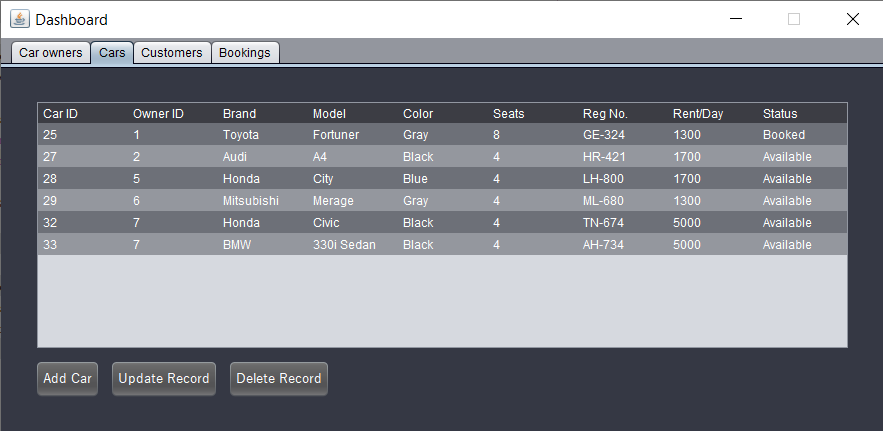 Dashboard
Car owners Cars Customers Bookings
Car ID Owner ID Brand Model Color Seats Reg No. Rent/Day Status
25 1 Toyota Fortuner Gray 8 GE-324 1300 Booked
27 2 Audi A4 Black 4 HR-421 1700 Available
28 5 Honda City Blue 4 LH-800 1700 Available
29 6 Mitsubishi Merage Gray 4 ML-680 1300 Available
32 7 Honda Civic Black 4 TN-674 5000 Available
33 7 BMW 330i Sedan Black 4 AH-734 5000 Available
Add Car Update Record Delete Record